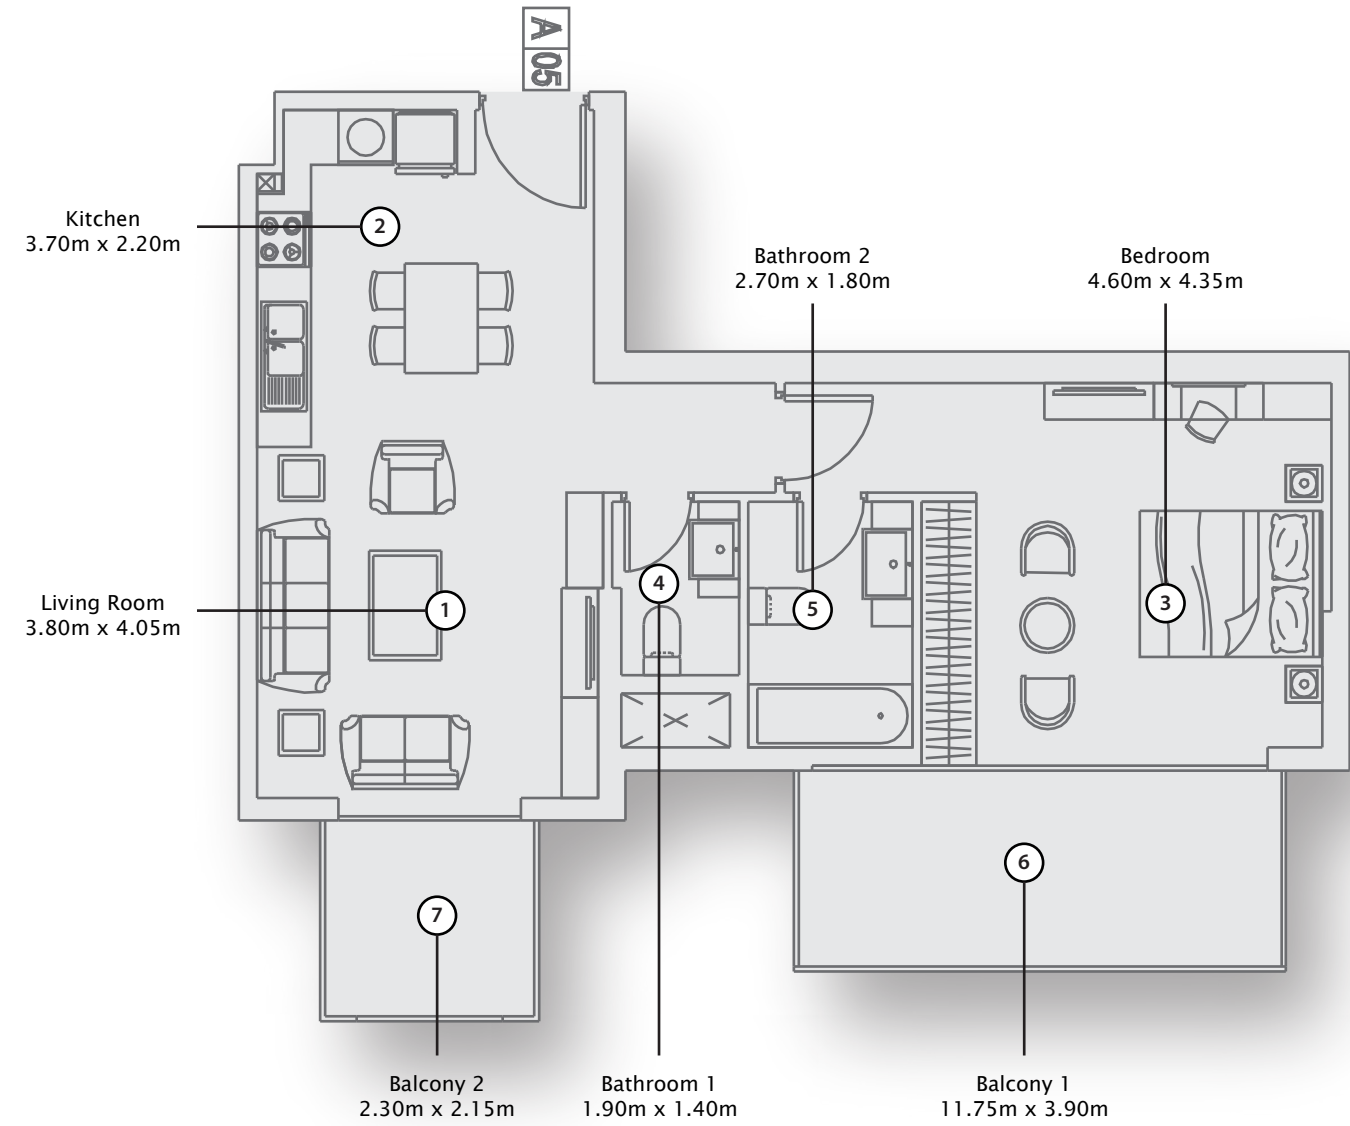 A 05
Kitchen
3.70m x 2.20m
2
Bathroom 2
2.70m x 1.80m
Bedroom
4.60m x 4.35m
Living Room
3.80m x 4.05m
1
4
5
3
6
7
Balcony 2
2.30m x 2.15m
Bathroom 1
1.90m x 1.40m
Balcony 1
11.75m x 3.90m